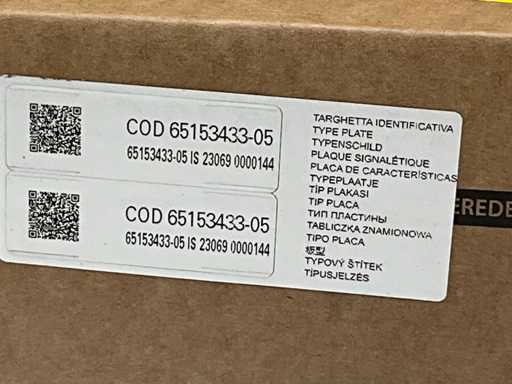 COD 65153433-05
65153433-05 IS 23069 0000144
COD 65153433-05
65153433-05 IS 23069 0000144
TARGHETTA IDENTIFICATIVA
TYPE PLATE
TYPENSCHILD
PLAQUE SIGNALÉTIQUE
PLACA DE CARACTERÍSTICAS
TYPEPLAATJE
TİP PLAKASI
TIP PLACA
ТИП ПЛАСТИНЫ
TABLICZKA ZNAMIONOWA
TIPO PLACA
板型
TYPOVÝ ŠTÍTEK
TÍPUSJELZÉS
EREDE